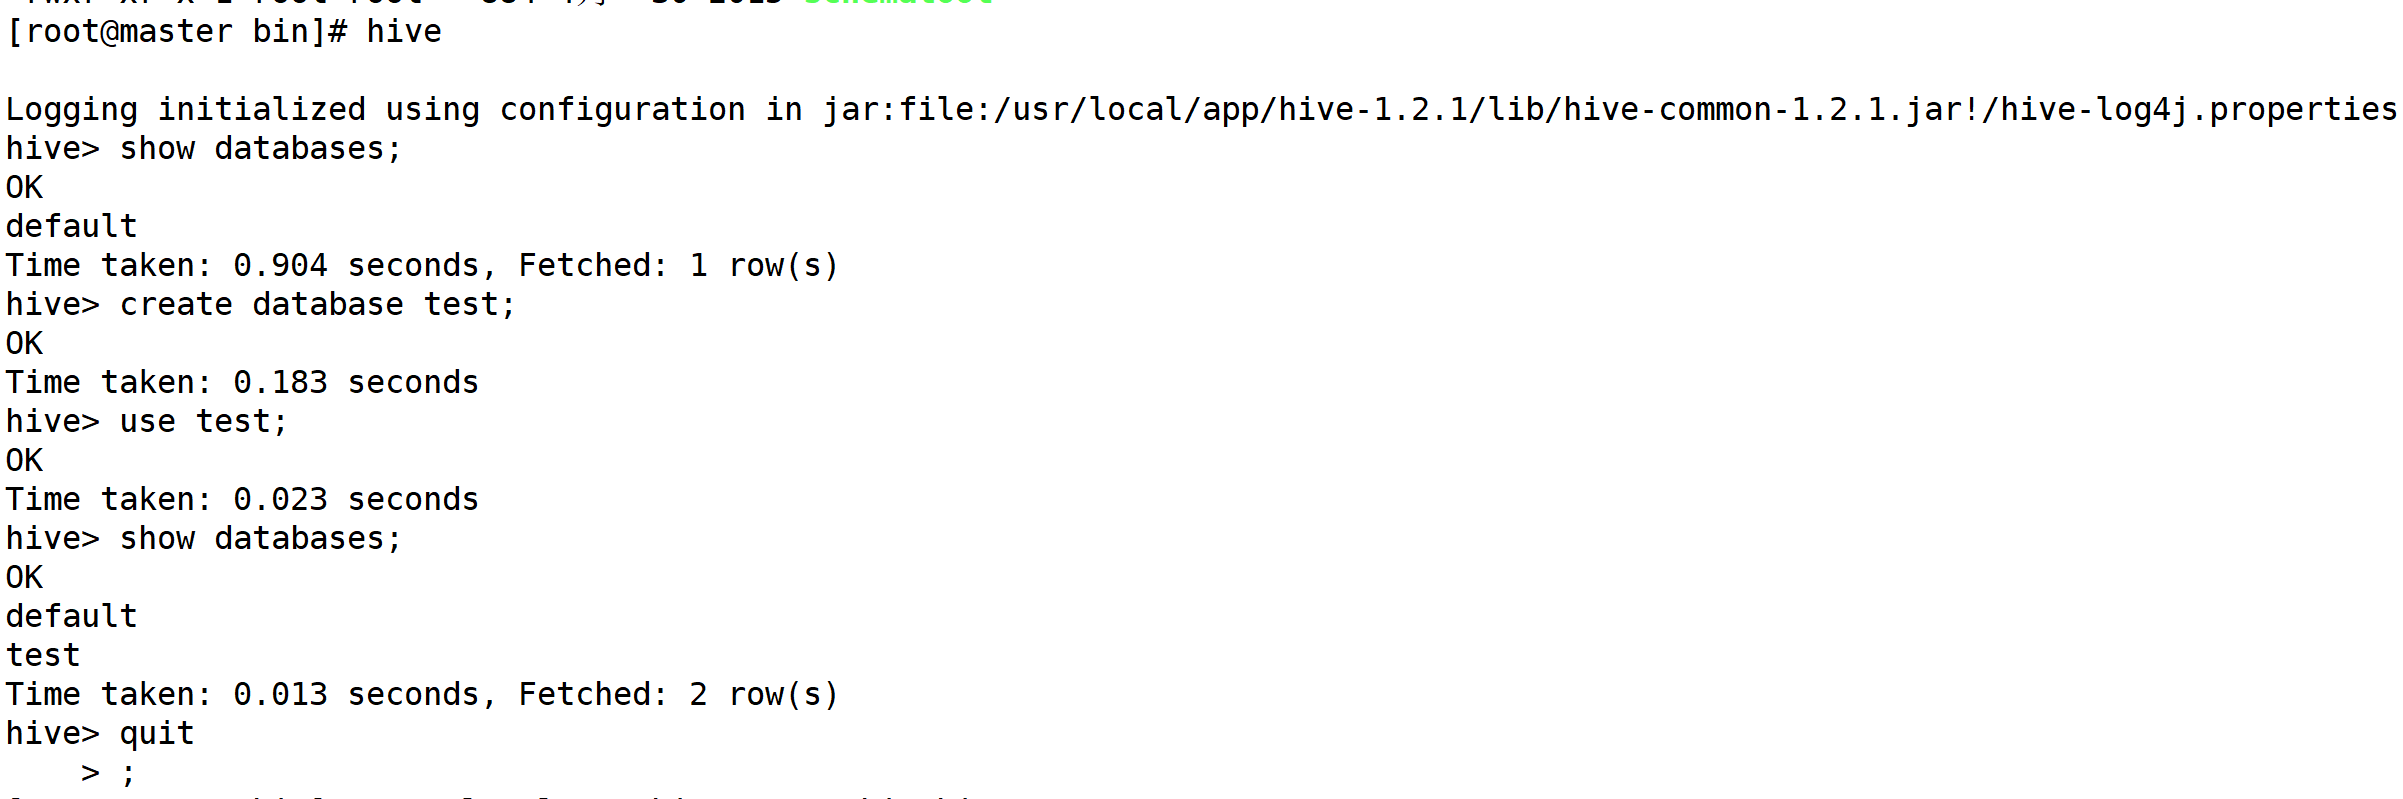 [root@master bin]# hive
Logging initialized using configuration in jar:file:/usr/local/app/hive-1.2.1/lib/hive-common-1.2.1.jar!/hive-log4j.properties
hive> show databases;
OK
default
Time taken: 0.904 seconds, Fetched: 1 row(s)
hive> create database test;
OK
Time taken: 0.183 seconds
hive> use test;
OK
Time taken: 0.023 seconds
hive> show databases;
OK
default
test
Time taken: 0.013 seconds, Fetched: 2 row(s)
hive> quit
    > ;